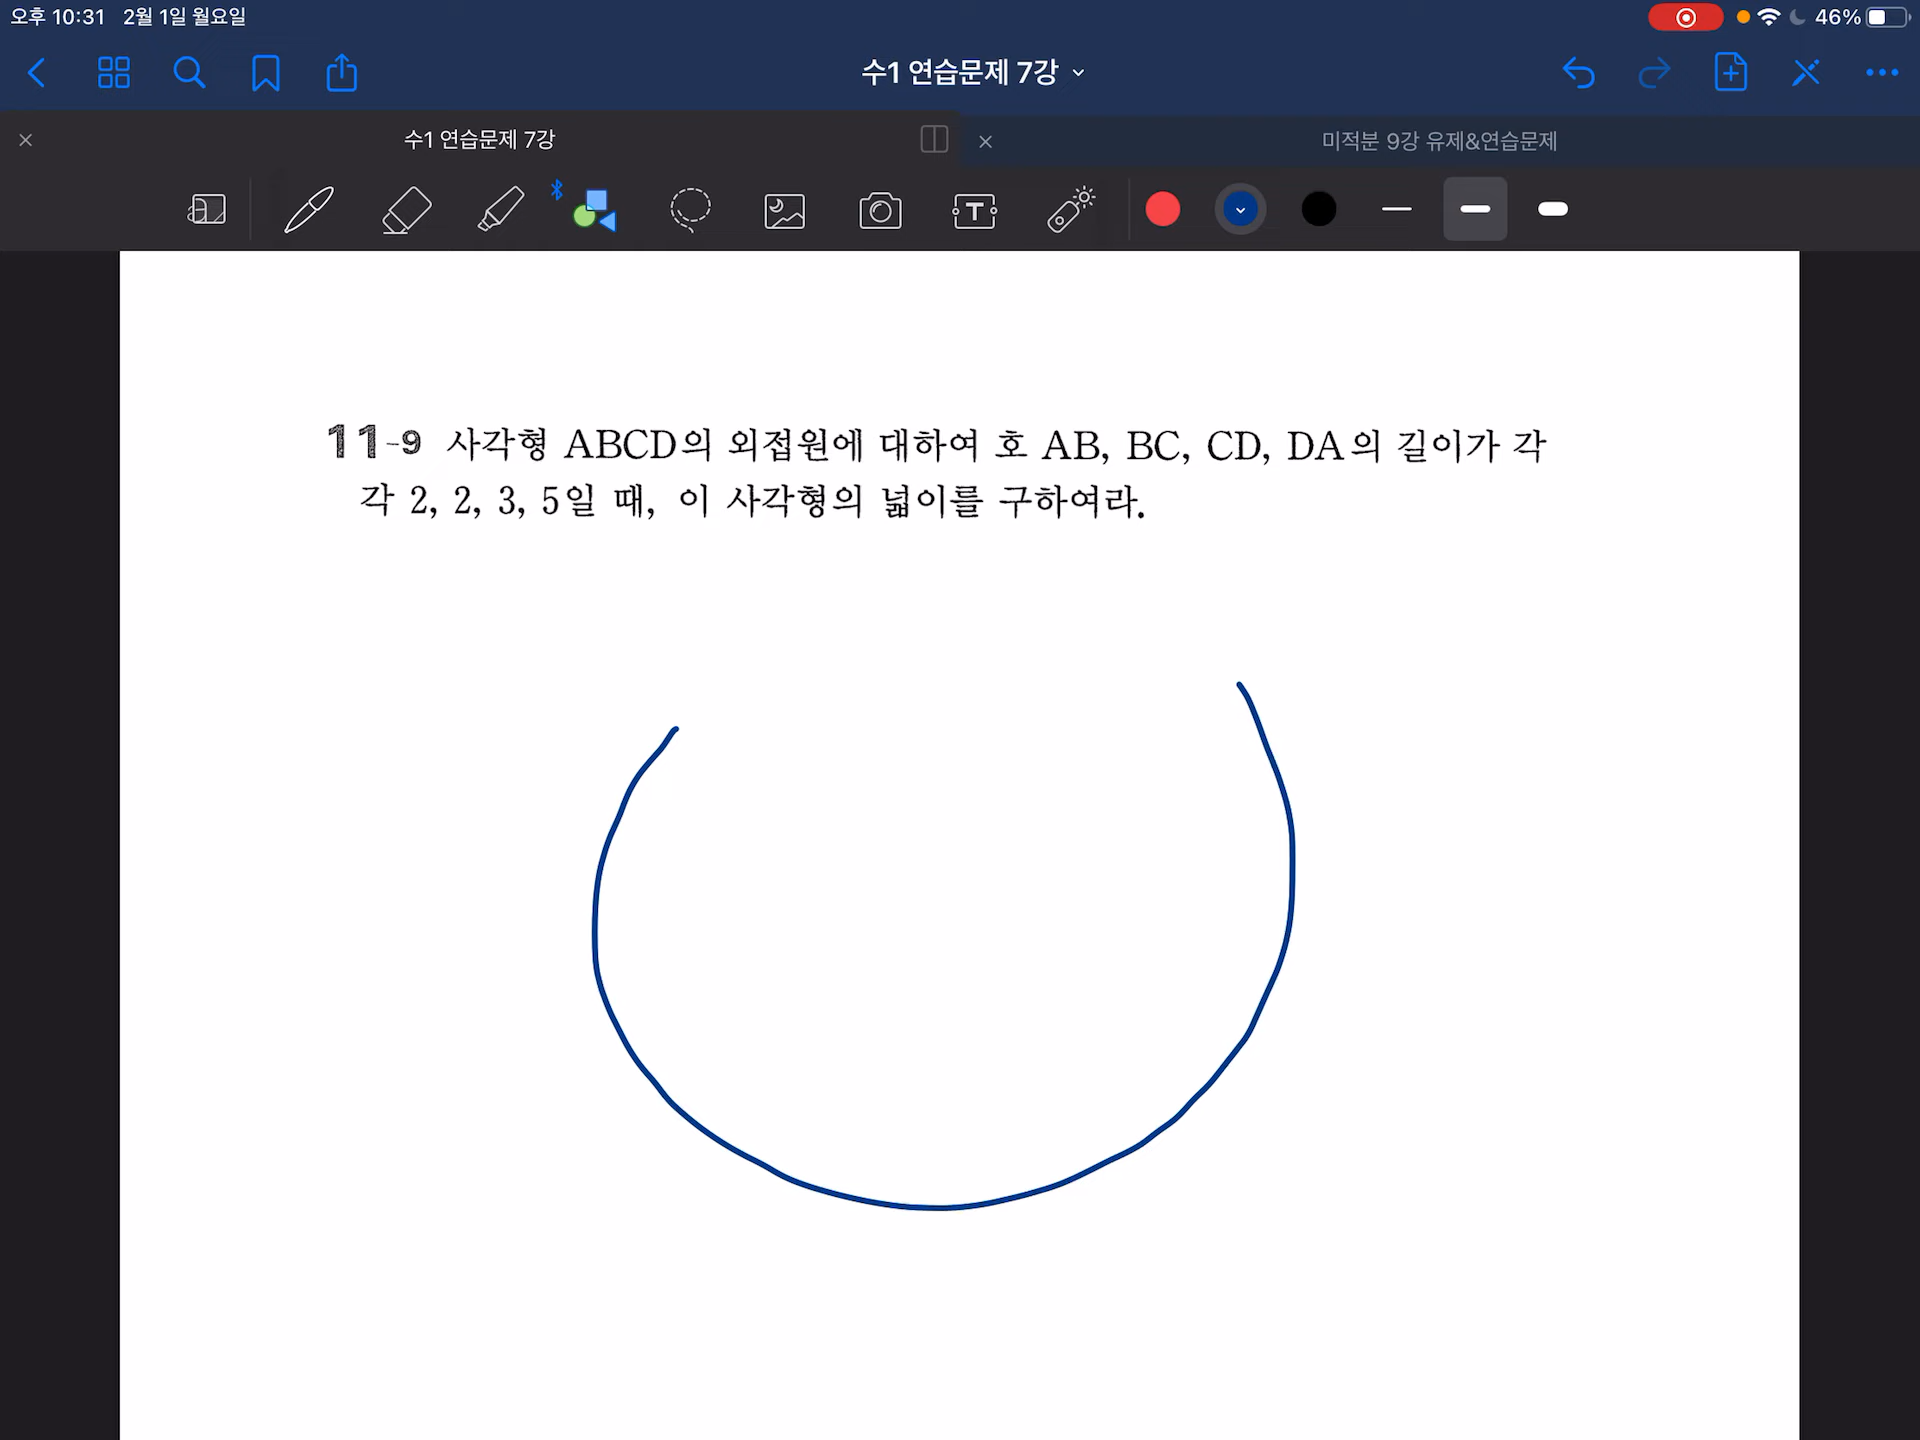 오후 10:31 2월 1일 월요일
46%
수1 연습문제 7강
수1 연습문제 7강
미적분 9강 유제&연습문제
11-9 사각형 ABCD의 외접원에 대하여 호 AB, BC, CD, DA의 길이가 각
각 2, 2, 3, 5일 때, 이 사각형의 넓이를 구하여라.